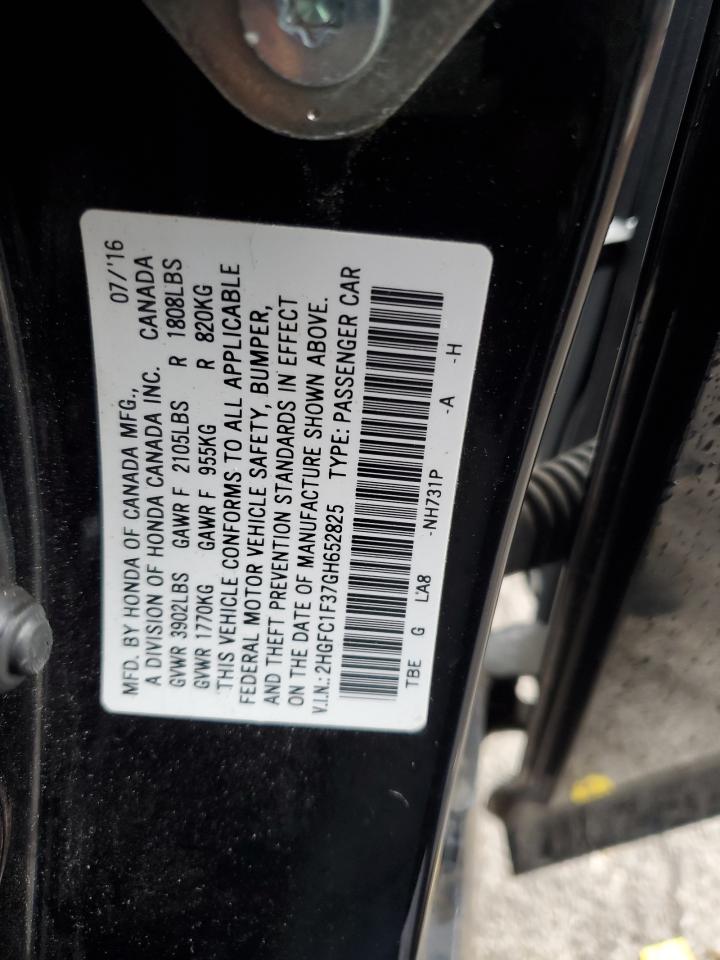 MFD. BY HONDA OF CANADA MFG., 07/'16
A DIVISION OF HONDA CANADA INC. CANADA
GVWR 3902LBS GAWR F 2105LBS R 1808LBS
GVWR 1770KG GAWR F 955KG R 820KG
THIS VEHICLE CONFORMS TO ALL APPLICABLE
FEDERAL MOTOR VEHICLE SAFETY, BUMPER,
AND THEFT PREVENTION STANDARDS IN EFFECT
ON THE DATE OF MANUFACTURE SHOWN ABOVE.
V.I.N.: 2HGFC1F37GH652825 TYPE: PASSENGER CAR
TBE G LA8 -NH731P -A -H